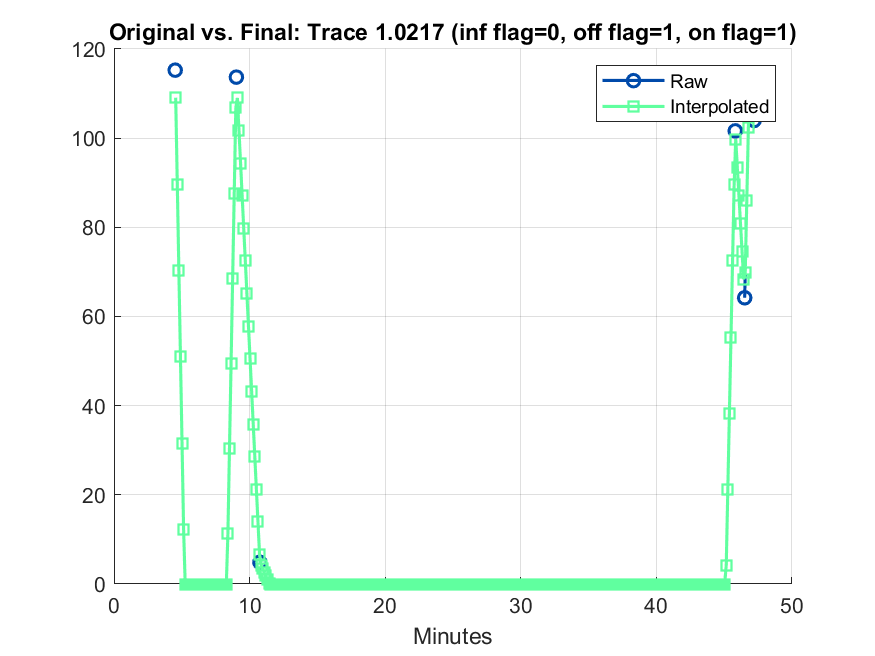 Original vs. Final: Trace 1.0217 (inf flag=0, off flag=1, on flag=1)
120
100
80
60
40
20
0
Raw
Interpolated
0 10 20 30 40 50
Minutes